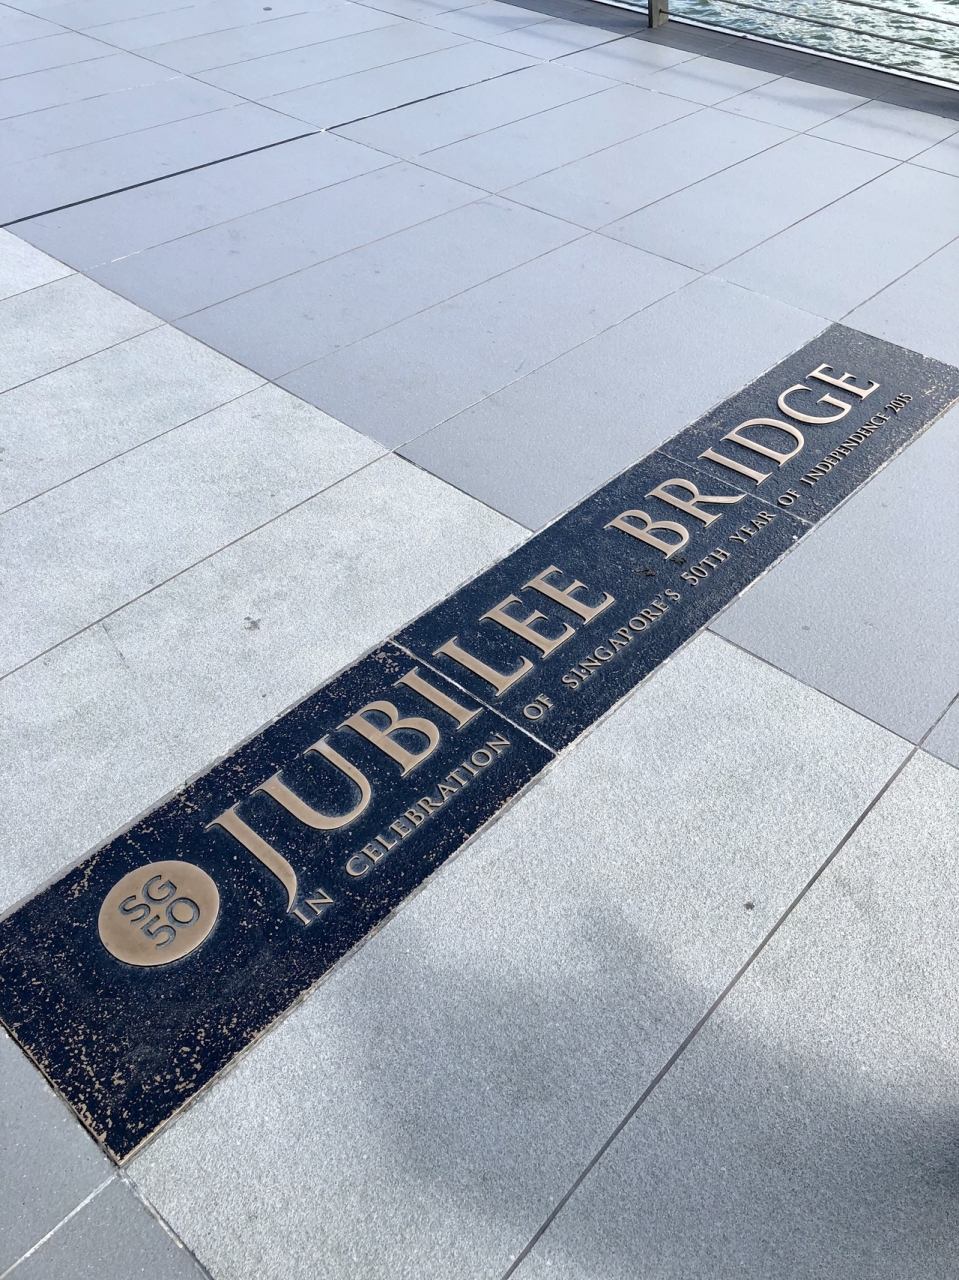 SG
50
JUBILEE BRIDGE
IN CELEBRATION OF SINGAPORE'S 50TH YEAR OF INDEPENDENCE 2015